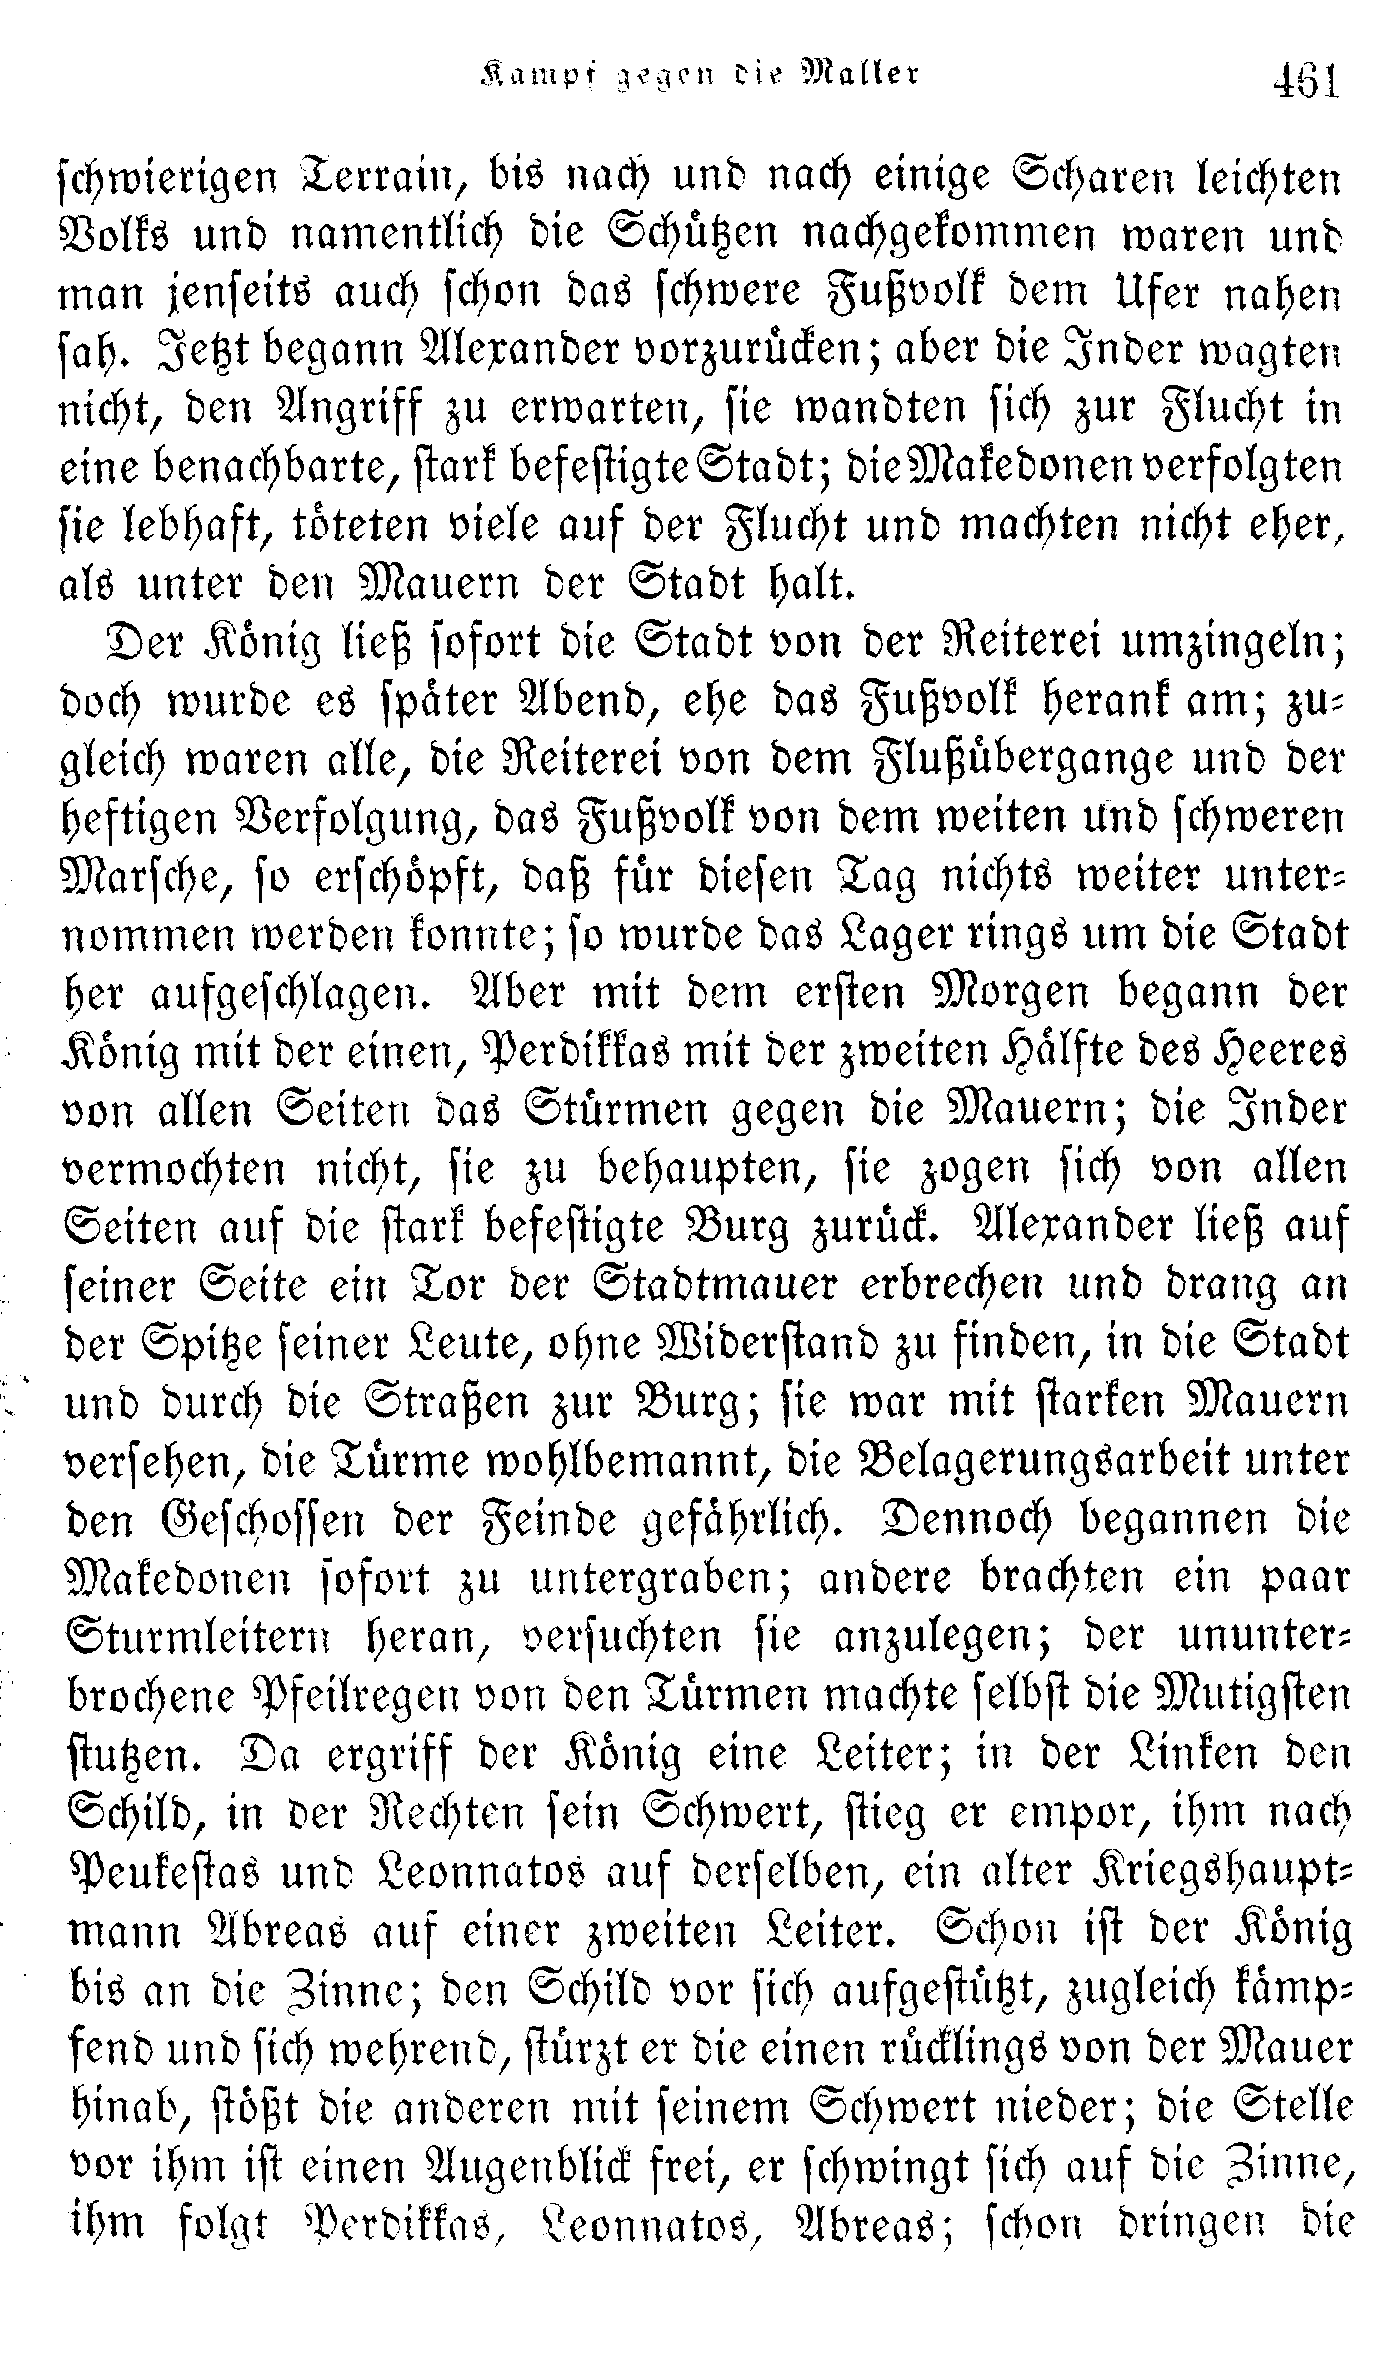 Kampf gegen die Maller 461
schwierigen Terrain, bis nach und nach einige Scharen leichten
Volks und namentlich die Schützen nachgekommen waren und
man jenseits auch schon das schwere Fußvolk dem Ufer nahen
sah. Jetzt begann Alexander vorzurücken; aber die Inder wagten
nicht, den Angriff zu erwarten, sie wandten sich zur Flucht in
eine benachbarte, stark befestigte Stadt; die Makedonen verfolgten
sie lebhaft, töteten viele auf der Flucht und machten nicht eher,
als unter den Mauern der Stadt halt.
Der König ließ sofort die Stadt von der Reiterei umzingeln;
doch wurde es später Abend, ehe das Fußvolk herank am; zu-
gleich waren alle, die Reiterei von dem Flußübergange und der
heftigen Verfolgung, das Fußvolk von dem weiten und schweren
Marsche, so erschöpft, daß für diesen Tag nichts weiter unter-
nommen werden konnte; so wurde das Lager rings um die Stadt
her aufgeschlagen. Aber mit dem ersten Morgen begann der
König mit der einen, Perdikkas mit der zweiten Hälfte des Heeres
von allen Seiten das Stürmen gegen die Mauern; die Inder
vermochten nicht, sie zu behaupten, sie zogen sich von allen
Seiten auf die stark befestigte Burg zurück. Alexander ließ auf
seiner Seite ein Tor der Stadtmauer erbrechen und drang an
der Spitze seiner Leute, ohne Widerstand zu finden, in die Stadt
und durch die Straßen zur Burg; sie war mit starken Mauern
versehen, die Türme wohlbemannt, die Belagerungsarbeit unter
den Geschossen der Feinde gefährlich. Dennoch begannen die
Makedonen sofort zu untergraben; andere brachten ein paar
Sturmleitern heran, versuchten sie anzulegen; der ununter-
brochene Pfeilregen von den Türmen machte selbst die Mutigsten
stutzen. Da ergriff der König eine Leiter; in der Linken den
Schild, in der Rechten sein Schwert, stieg er empor, ihm nach
Peukestas und Leonnatos auf derselben, ein alter Kriegshaupt-
mann Abreas auf einer zweiten Leiter. Schon ist der König
bis an die Zinne; den Schild vor sich aufgestützt, zugleich kämp-
fend und sich wehrend, stürzt er die einen rücklings von der Mauer
hinab, stößt die anderen mit seinem Schwert nieder; die Stelle
vor ihm ist einen Augenblick frei, er schwingt sich auf die Zinne,
ihm folgt Perdikkas, Leonnatos, Abreas; schon dringen die